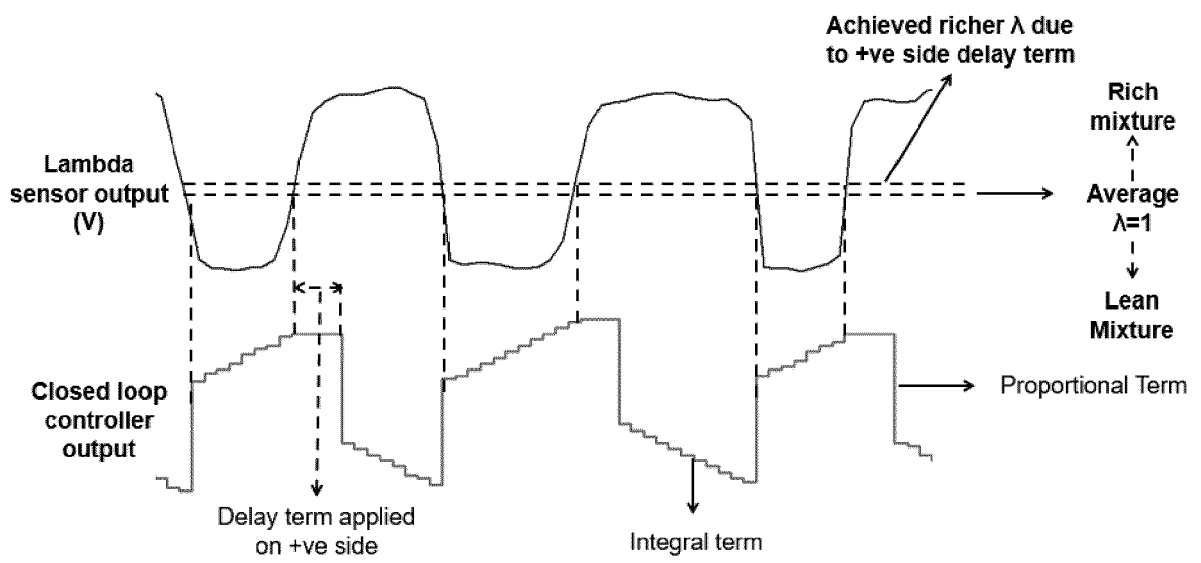 Achieved richer λ due
to +ve side delay term
Rich
mixture
Lambda
sensor output
(V)
Average
λ=1
Lean
Mixture
Closed loop
controller
output
Proportional Term
Delay term applied
on +ve side
Integral term